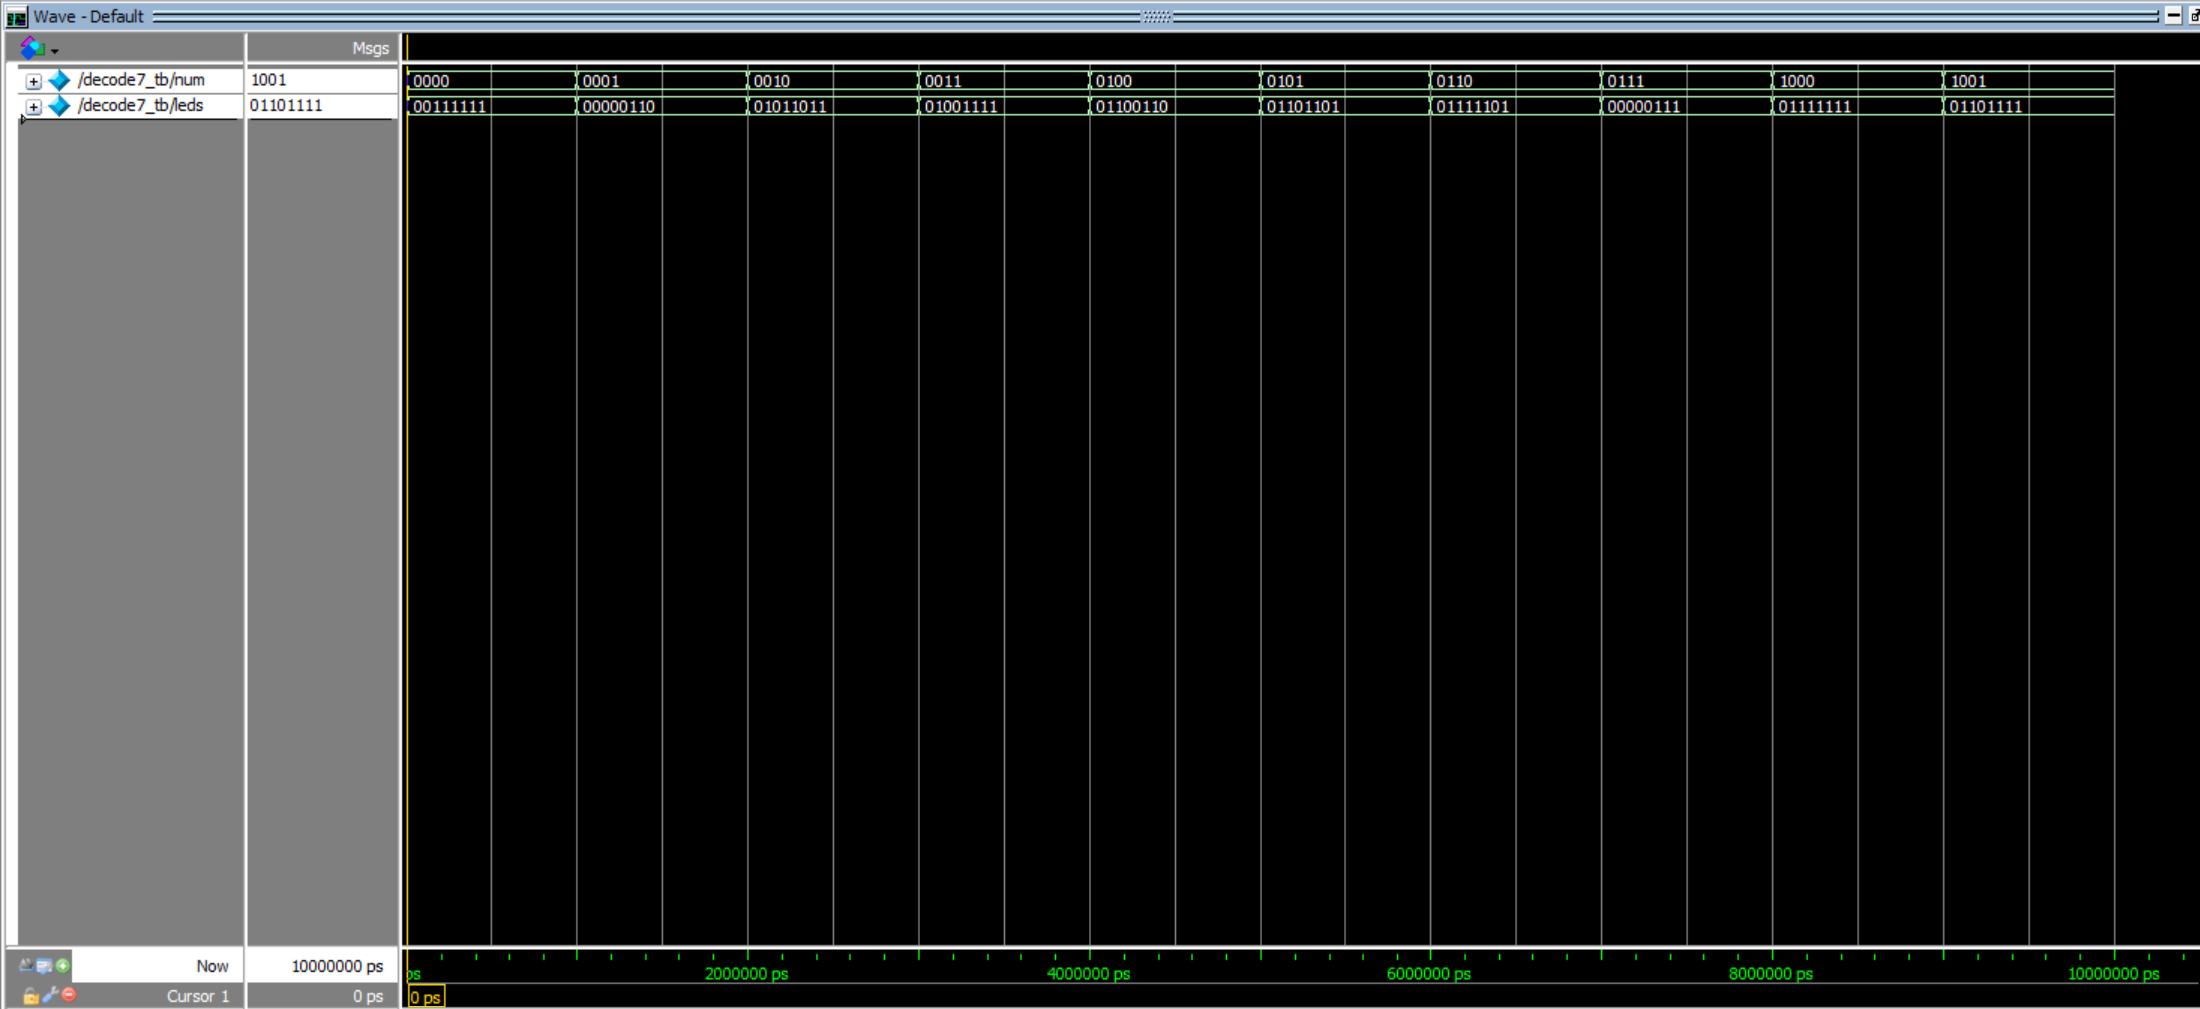 Wave - Default
Msgs
/decode7_tb/num 1001 0000 0001 0010 0011 0100 0101 0110 0111 1000 1001
/decode7_tb/leds 01101111 00111111 00000110 01011011 01001111 01100110 01101101 01111101 00000111 01111111 01101111
Now 10000000 ps ps 2000000 ps 4000000 ps 6000000 ps 8000000 ps 10000000 ps
Cursor 1 0 ps 0 ps